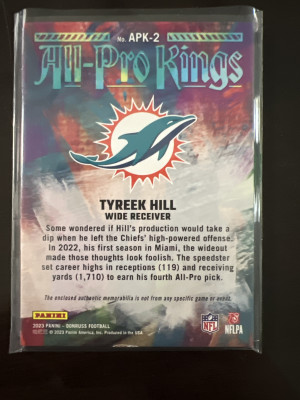 No. APK-2
All-Pro Kings
TYREEK HILL
WIDE RECEIVER
Some wondered if Hill's production would take a
dip when he left the Chiefs' high-powered offense.
In 2022, his first season in Miami, the wideout
made those thoughts look foolish. The speedster
set career highs in receptions (119) and receiving
yards (1,710) to earn his fourth All-Pro pick.
The enclosed authentic memorabilia is not from any specific game or event.
PANINI
2023 PANINI - DONRUSS FOOTBALL
© 2023 Panini America, Inc. Produced in the USA.
NFL
NFLPA